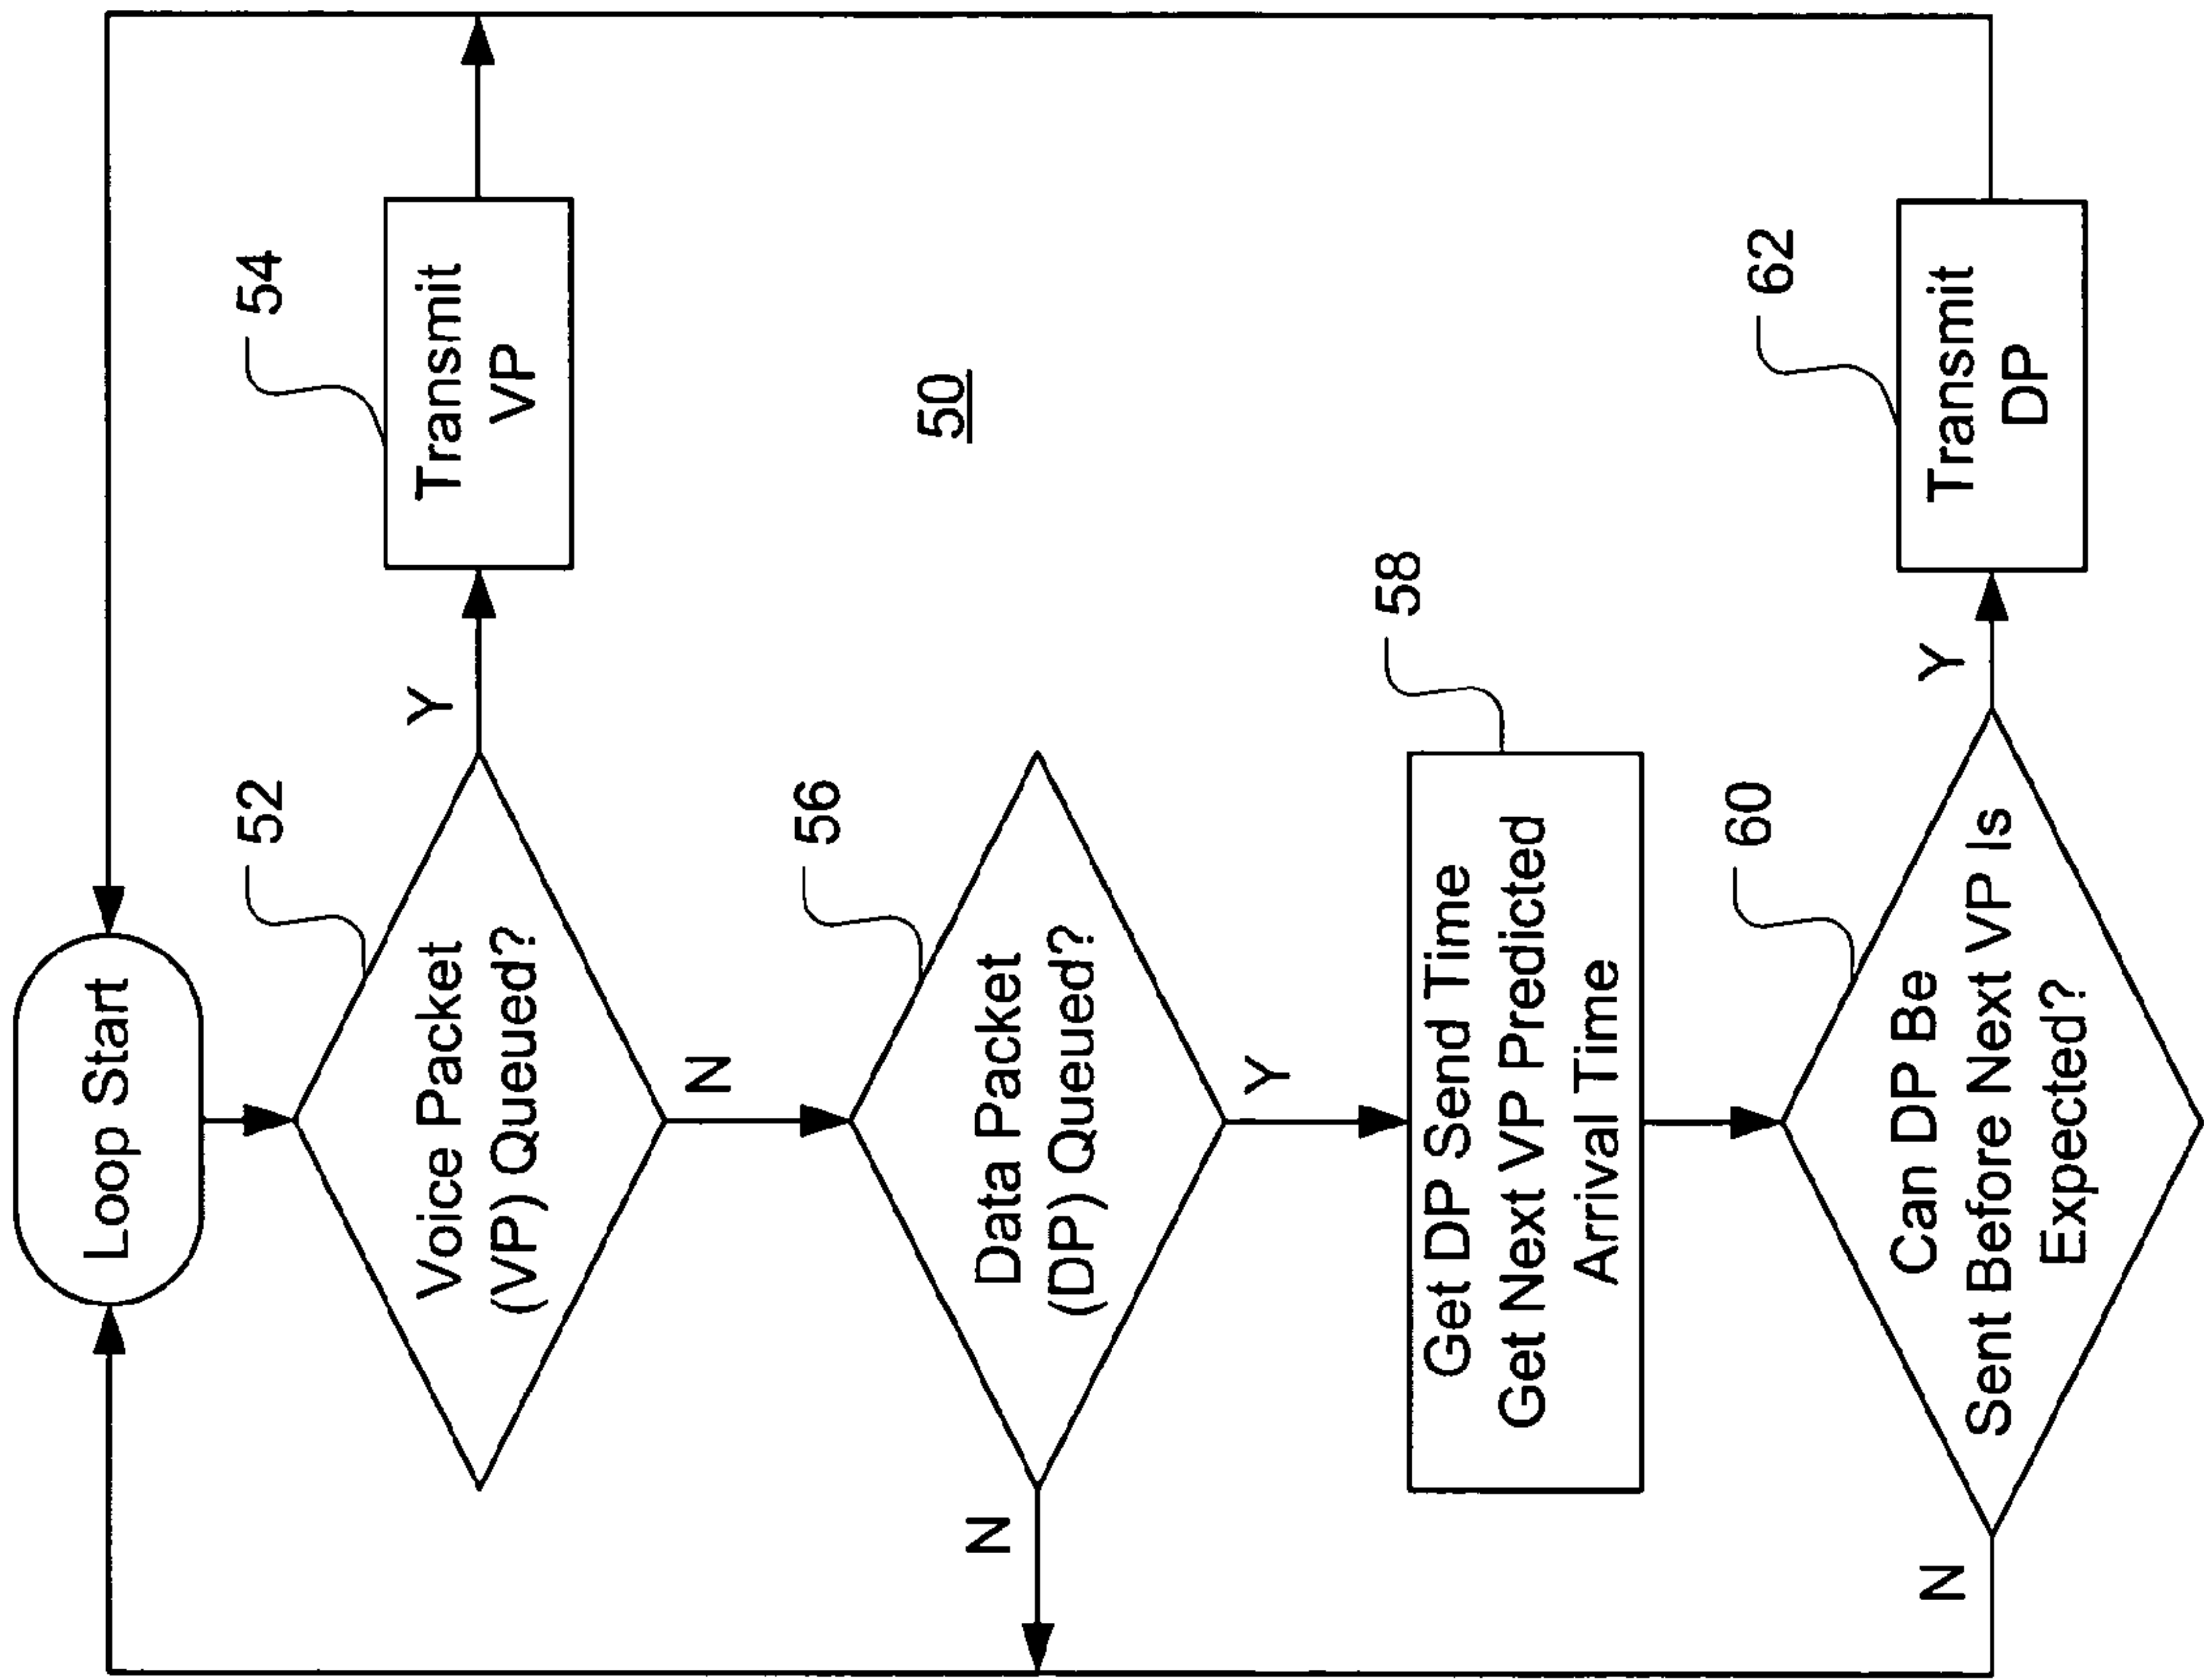 Loop Start
52
Voice Packet
(VP) Queued?
Y
54
Transmit
VP
N
56
Data Packet
(DP) Queued?
N
Y
50
58
Get DP Send Time
Get Next VP Predicted
Arrival Time
60
Can DP Be
Sent Before Next VP Is
Expected?
N
Y
62
Transmit
DP